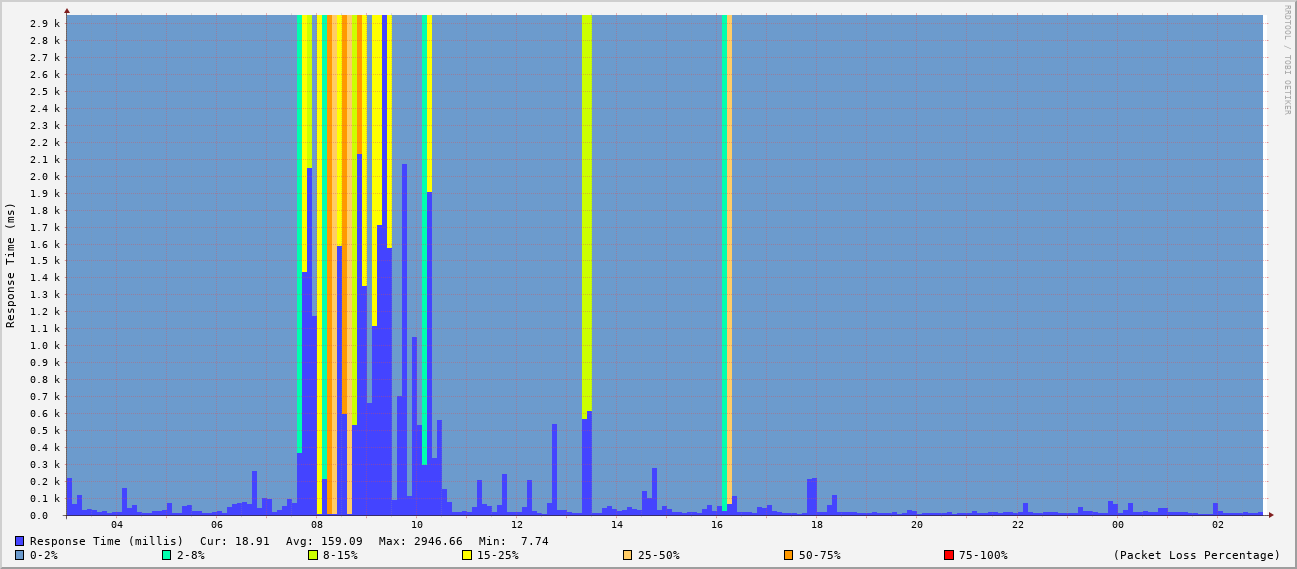 RRDTOOL / TOBI OETIKER
Response Time (ms)
2.9 k
2.8 k
2.7 k
2.6 k
2.5 k
2.4 k
2.3 k
2.2 k
2.1 k
2.0 k
1.9 k
1.8 k
1.7 k
1.6 k
1.5 k
1.4 k
1.3 k
1.2 k
1.1 k
1.0 k
0.9 k
0.8 k
0.7 k
0.6 k
0.5 k
0.4 k
0.3 k
0.2 k
0.1 k
0.0
04 06 08 10 12 14 16 18 20 22 00 02
Response Time (millis) Cur: 18.91 Avg: 159.09 Max: 2946.66 Min: 7.74
0-2% 2-8% 8-15% 15-25% 25-50% 50-75% 75-100% (Packet Loss Percentage)